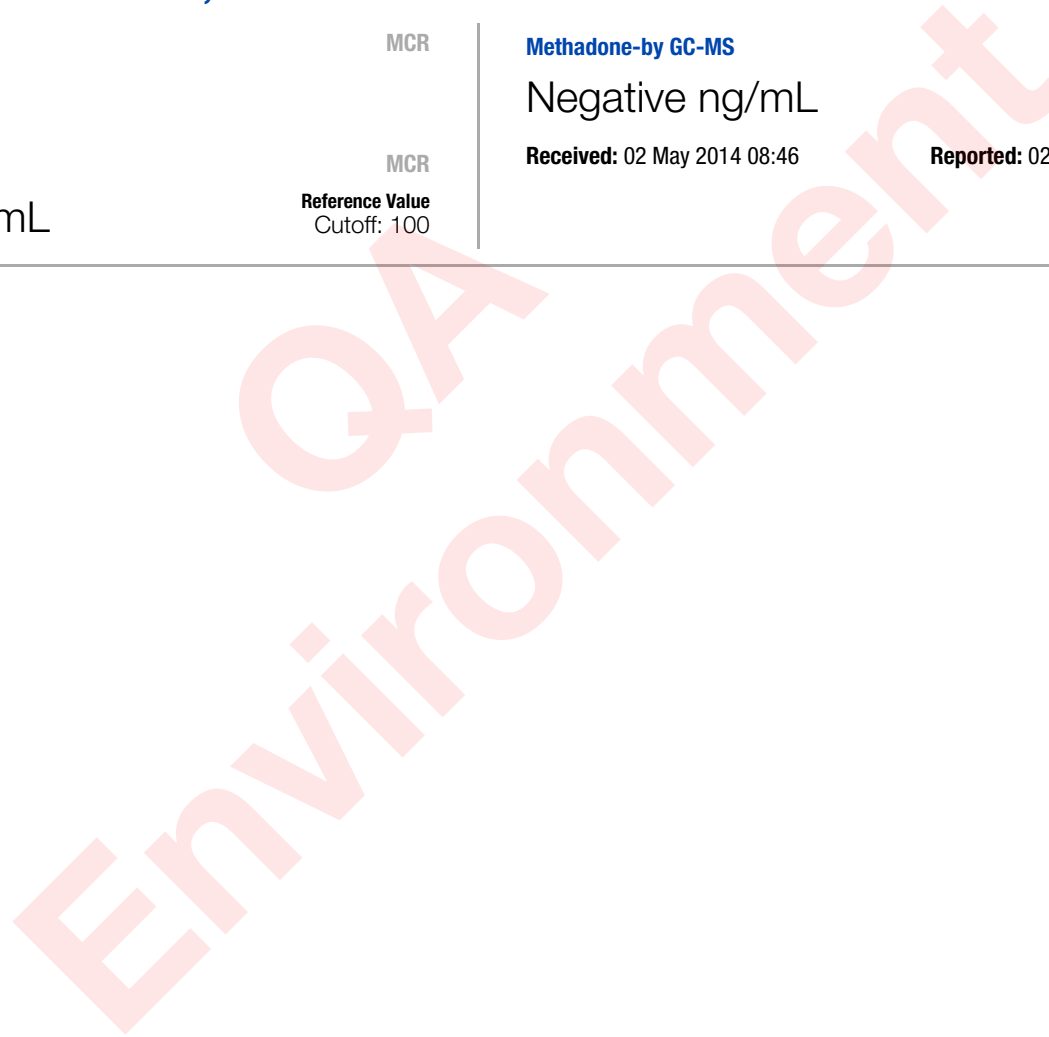 MCR
MCR
mL
Reference Value
Cutoff: 100
Methadone-by GC-MS
Negative ng/mL
Received: 02 May 2014 08:46
Reported: 02
QA
Environment